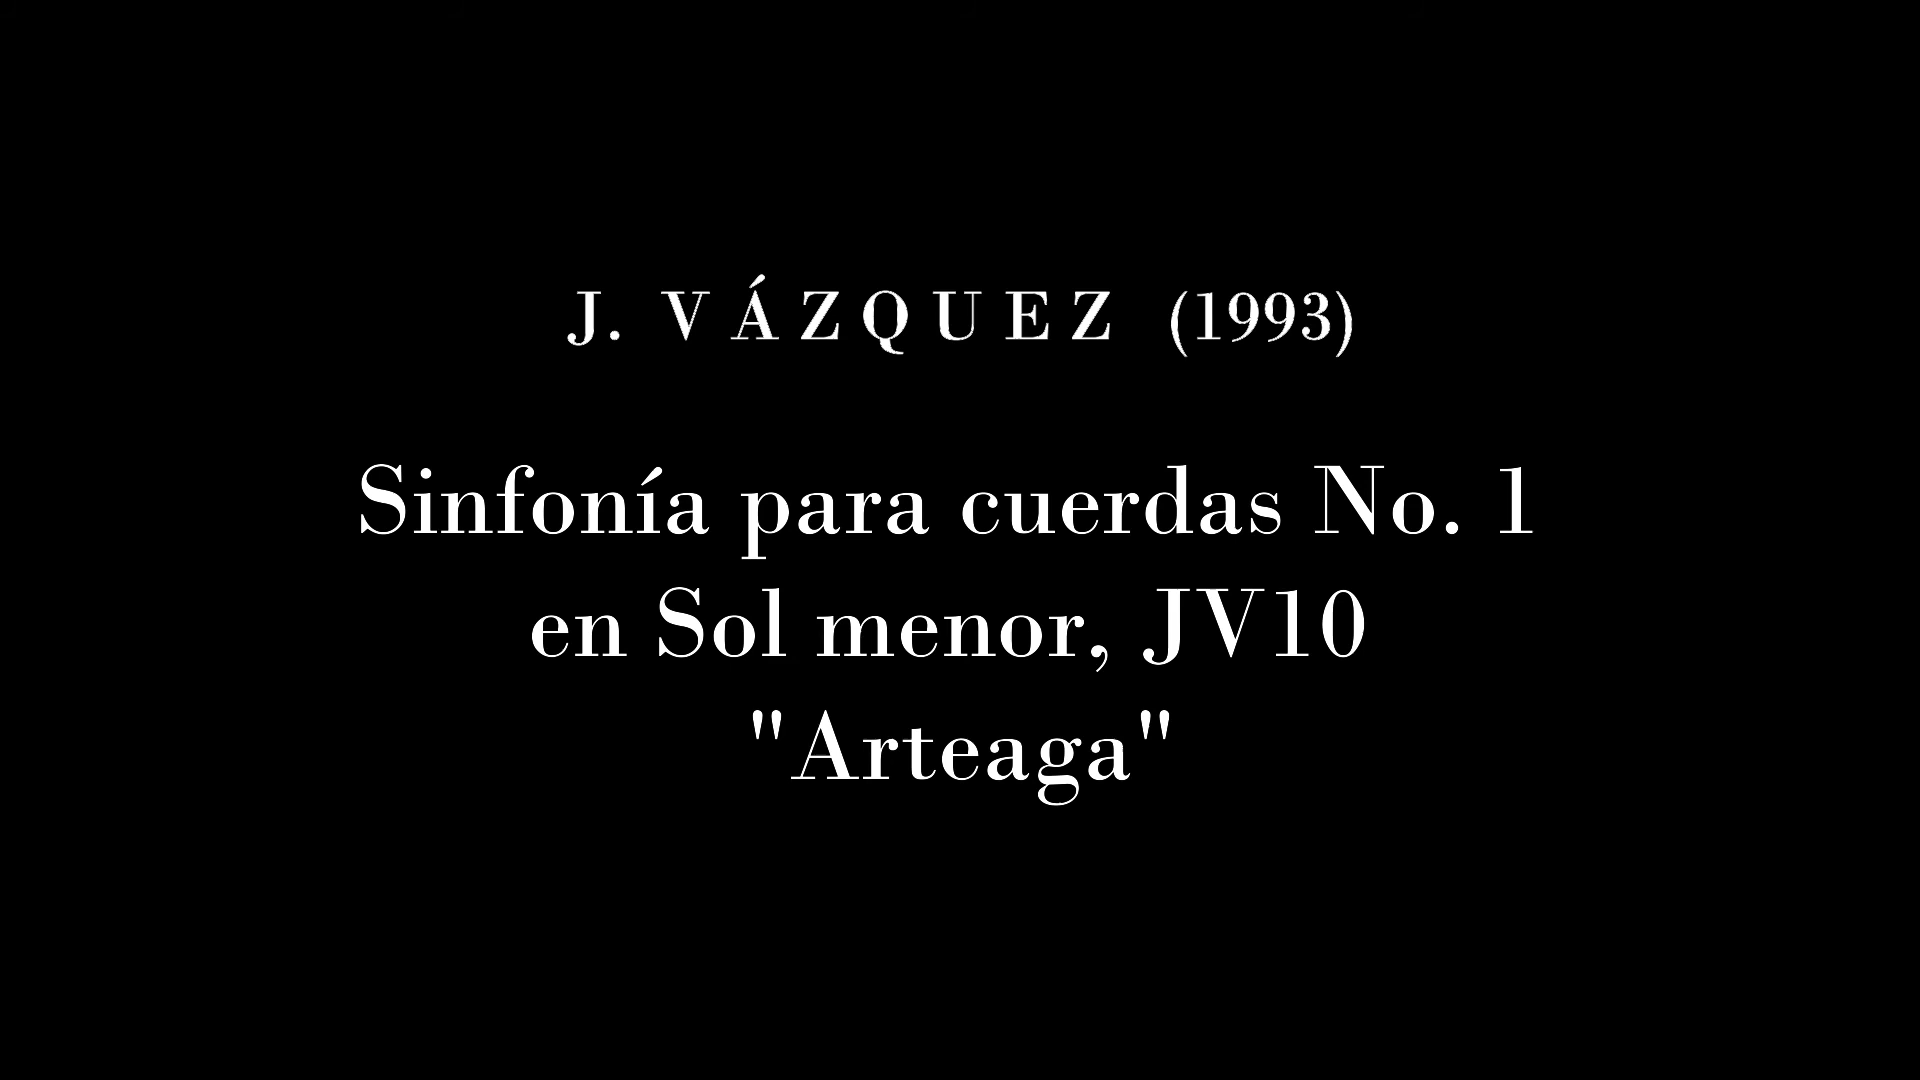 J. VÁZQUEZ (1993)
Sinfonía para cuerdas No. 1
en Sol menor, JV10
"Arteaga"